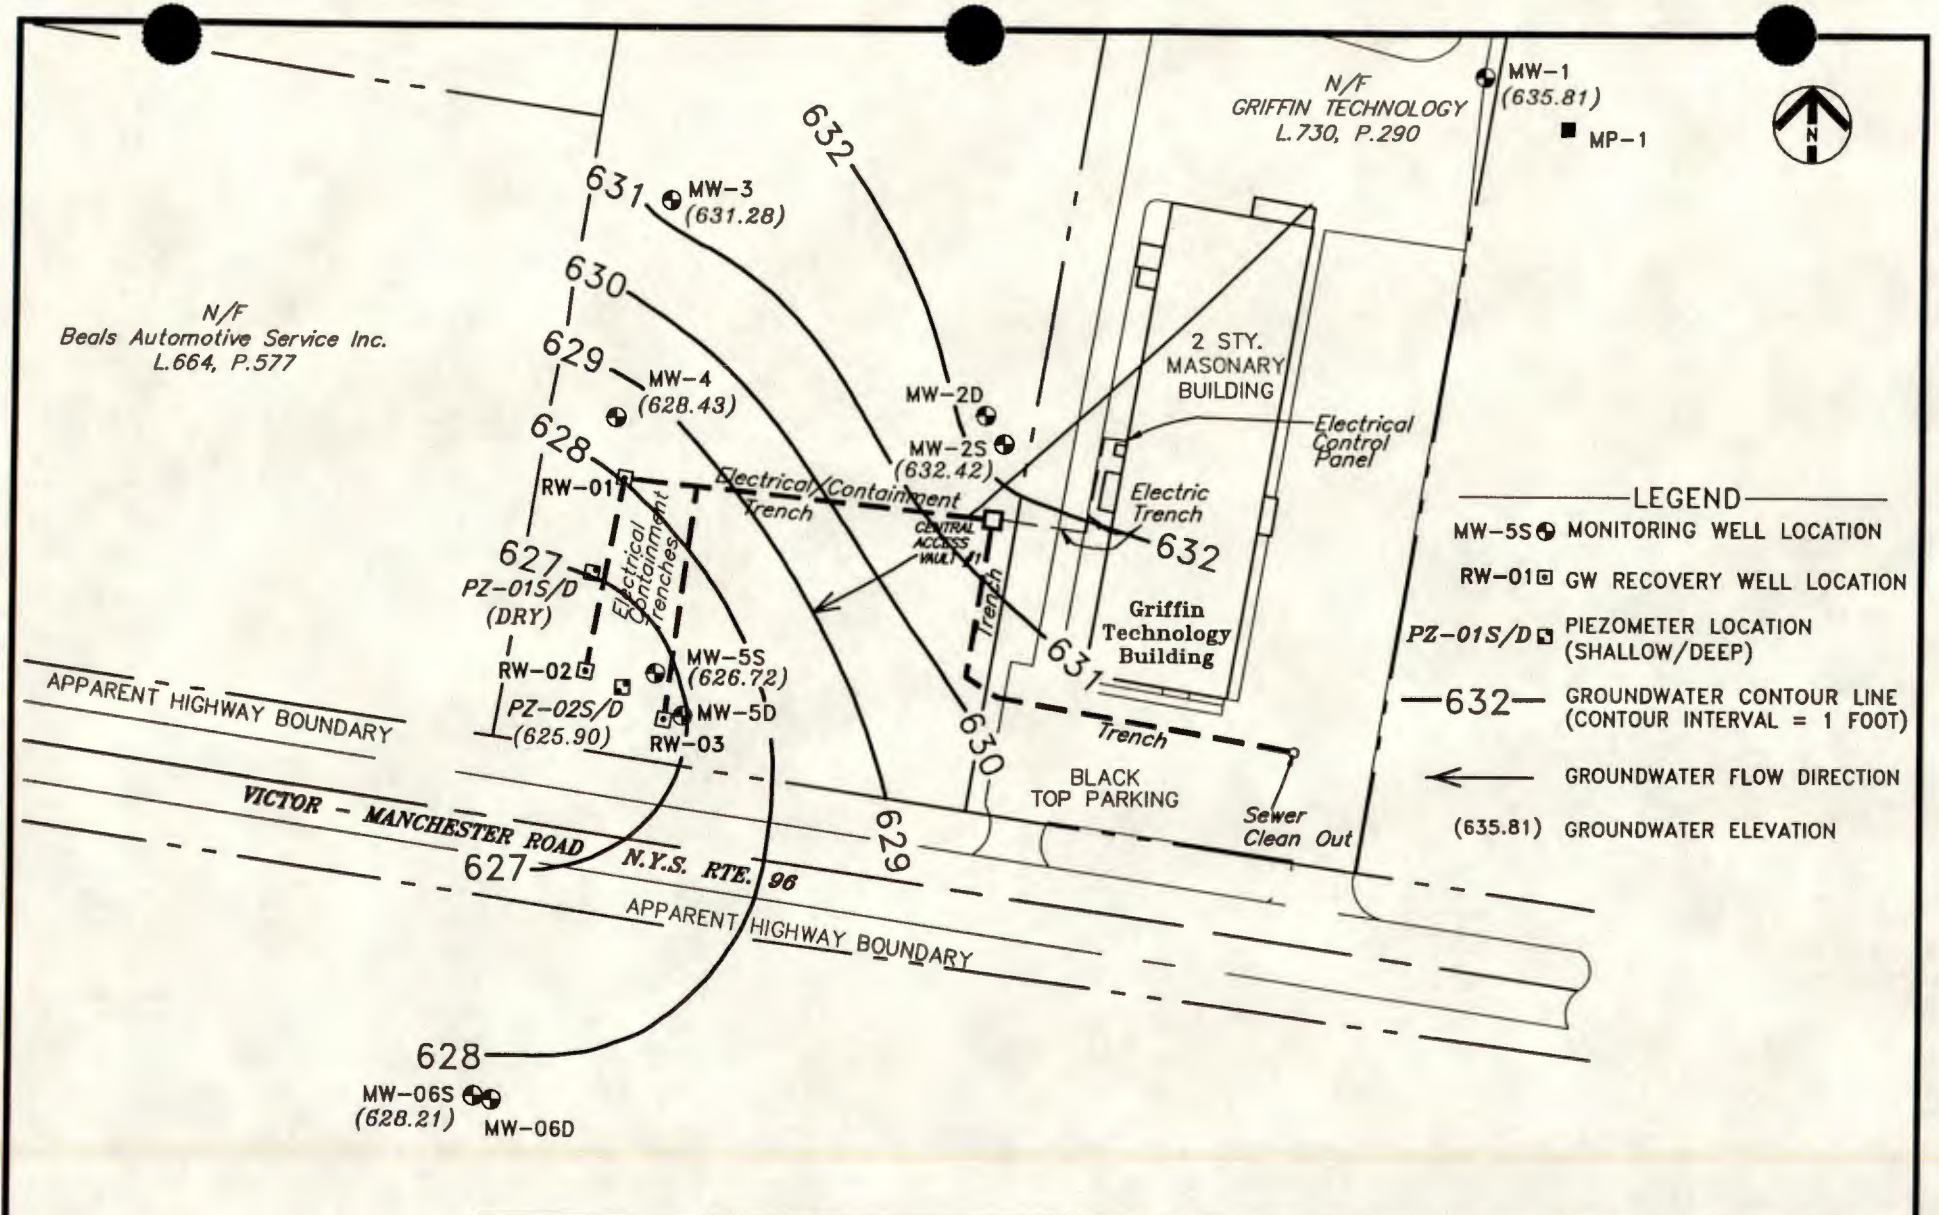 MW-1
(635.81)
MP-1
N
N/F
GRIFFIN TECHNOLOGY
L.730, P.290
632
631
MW-3
(631.28)
630
N/F
Beals Automotive Service Inc.
L.664, P.577
629
MW-4
(628.43)
628
2 STY.
MASONARY
BUILDING
MW-2D
MW-2S
(632.42)
Electrical
Control
Panel
RW-01
Electrical/Containment
Trench
Electric
Trench
CENTRAL
ACCESS
VAULT #1
632
627
PZ-01S/D
(DRY)
Electrical
Containment
Trenches
Trench
Griffin
Technology
Building
631
RW-02
MW-5S
(626.72)
PZ-02S/D
(625.90)
MW-5D
RW-03
630
Trench
APPARENT HIGHWAY BOUNDARY
BLACK
TOP PARKING
Sewer
Clean Out
629
VICTOR - MANCHESTER ROAD N.Y.S. RTE. 96
627
APPARENT HIGHWAY BOUNDARY
628
MW-06S
(628.21)
MW-06D
LEGEND
MW-5S MONITORING WELL LOCATION
RW-01 GW RECOVERY WELL LOCATION
PZ-01S/D PIEZOMETER LOCATION
(SHALLOW/DEEP)
632 GROUNDWATER CONTOUR LINE
(CONTOUR INTERVAL = 1 FOOT)
GROUNDWATER FLOW DIRECTION
(635.81) GROUNDWATER ELEVATION